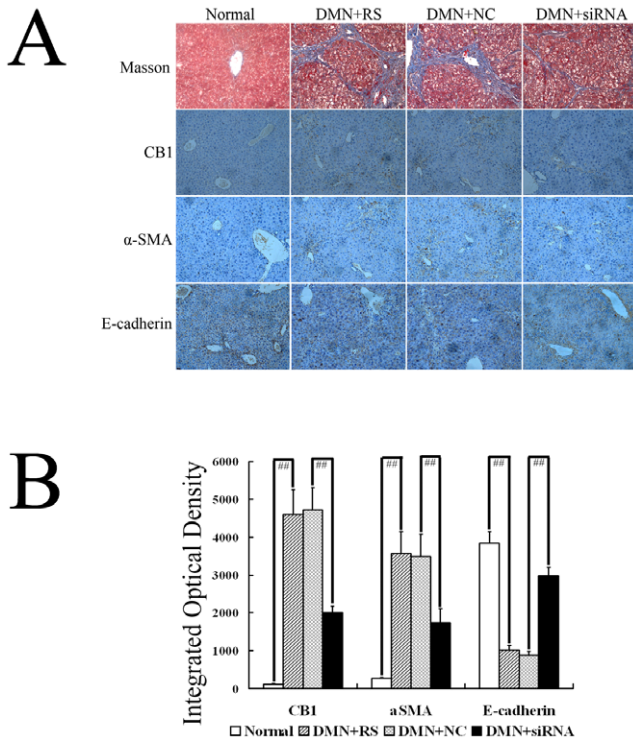 A
Normal DMN+RS DMN+NC DMN+siRNA
Masson
CB1
α-SMA
E-cadherin
B
Integrated Optical Density
6000
5000
4000
3000
2000
1000
0
## ## ## ## ## ##
CB1 aSMA E-cadherin
Normal DMN+RS DMN+NC DMN+siRNA